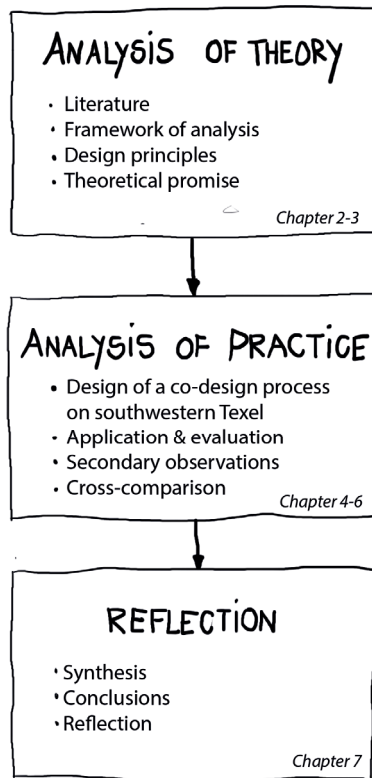 ANALYSIS OF THEORY
• Literature
• Framework of analysis
• Design principles
• Theoretical promise
Chapter 2-3
ANALYSIS OF PRACTICE
• Design of a co-design process
on southwestern Texel
• Application & evaluation
• Secondary observations
• Cross-comparison
Chapter 4-6
REFLECTION
• Synthesis
• Conclusions
• Reflection
Chapter 7